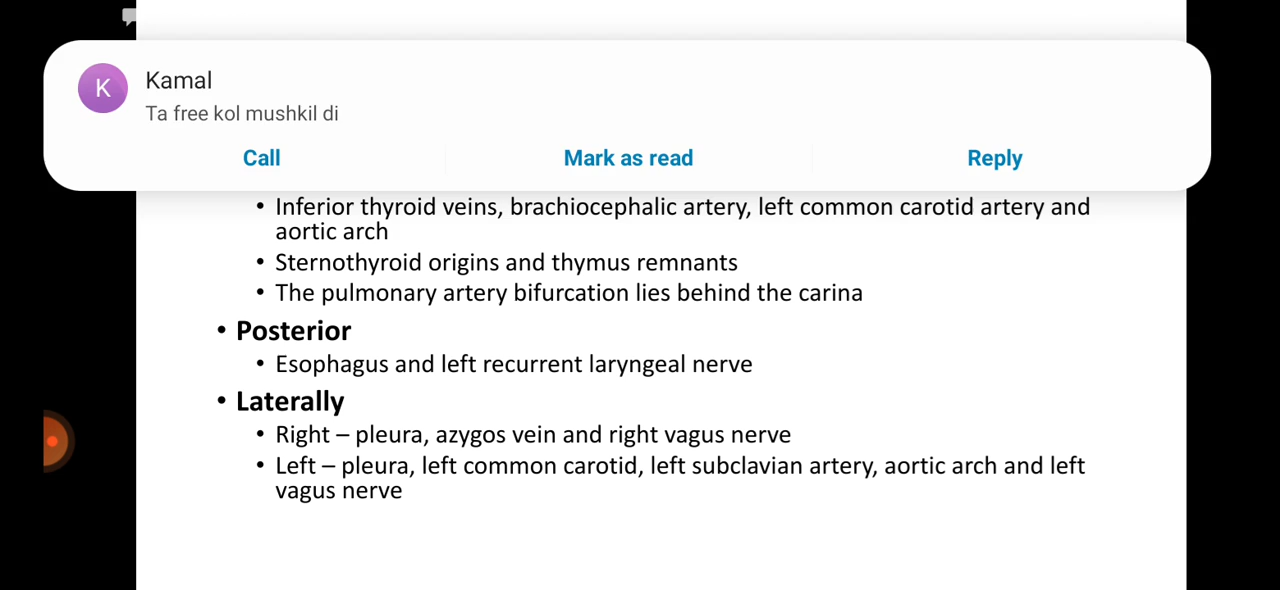 K
Kamal
Ta free kol mushkil di
Call
Mark as read
Reply
• Inferior thyroid veins, brachiocephalic artery, left common carotid artery and
aortic arch
• Sternothyroid origins and thymus remnants
• The pulmonary artery bifurcation lies behind the carina
• Posterior
• Esophagus and left recurrent laryngeal nerve
• Laterally
• Right – pleura, azygos vein and right vagus nerve
• Left – pleura, left common carotid, left subclavian artery, aortic arch and left
vagus nerve